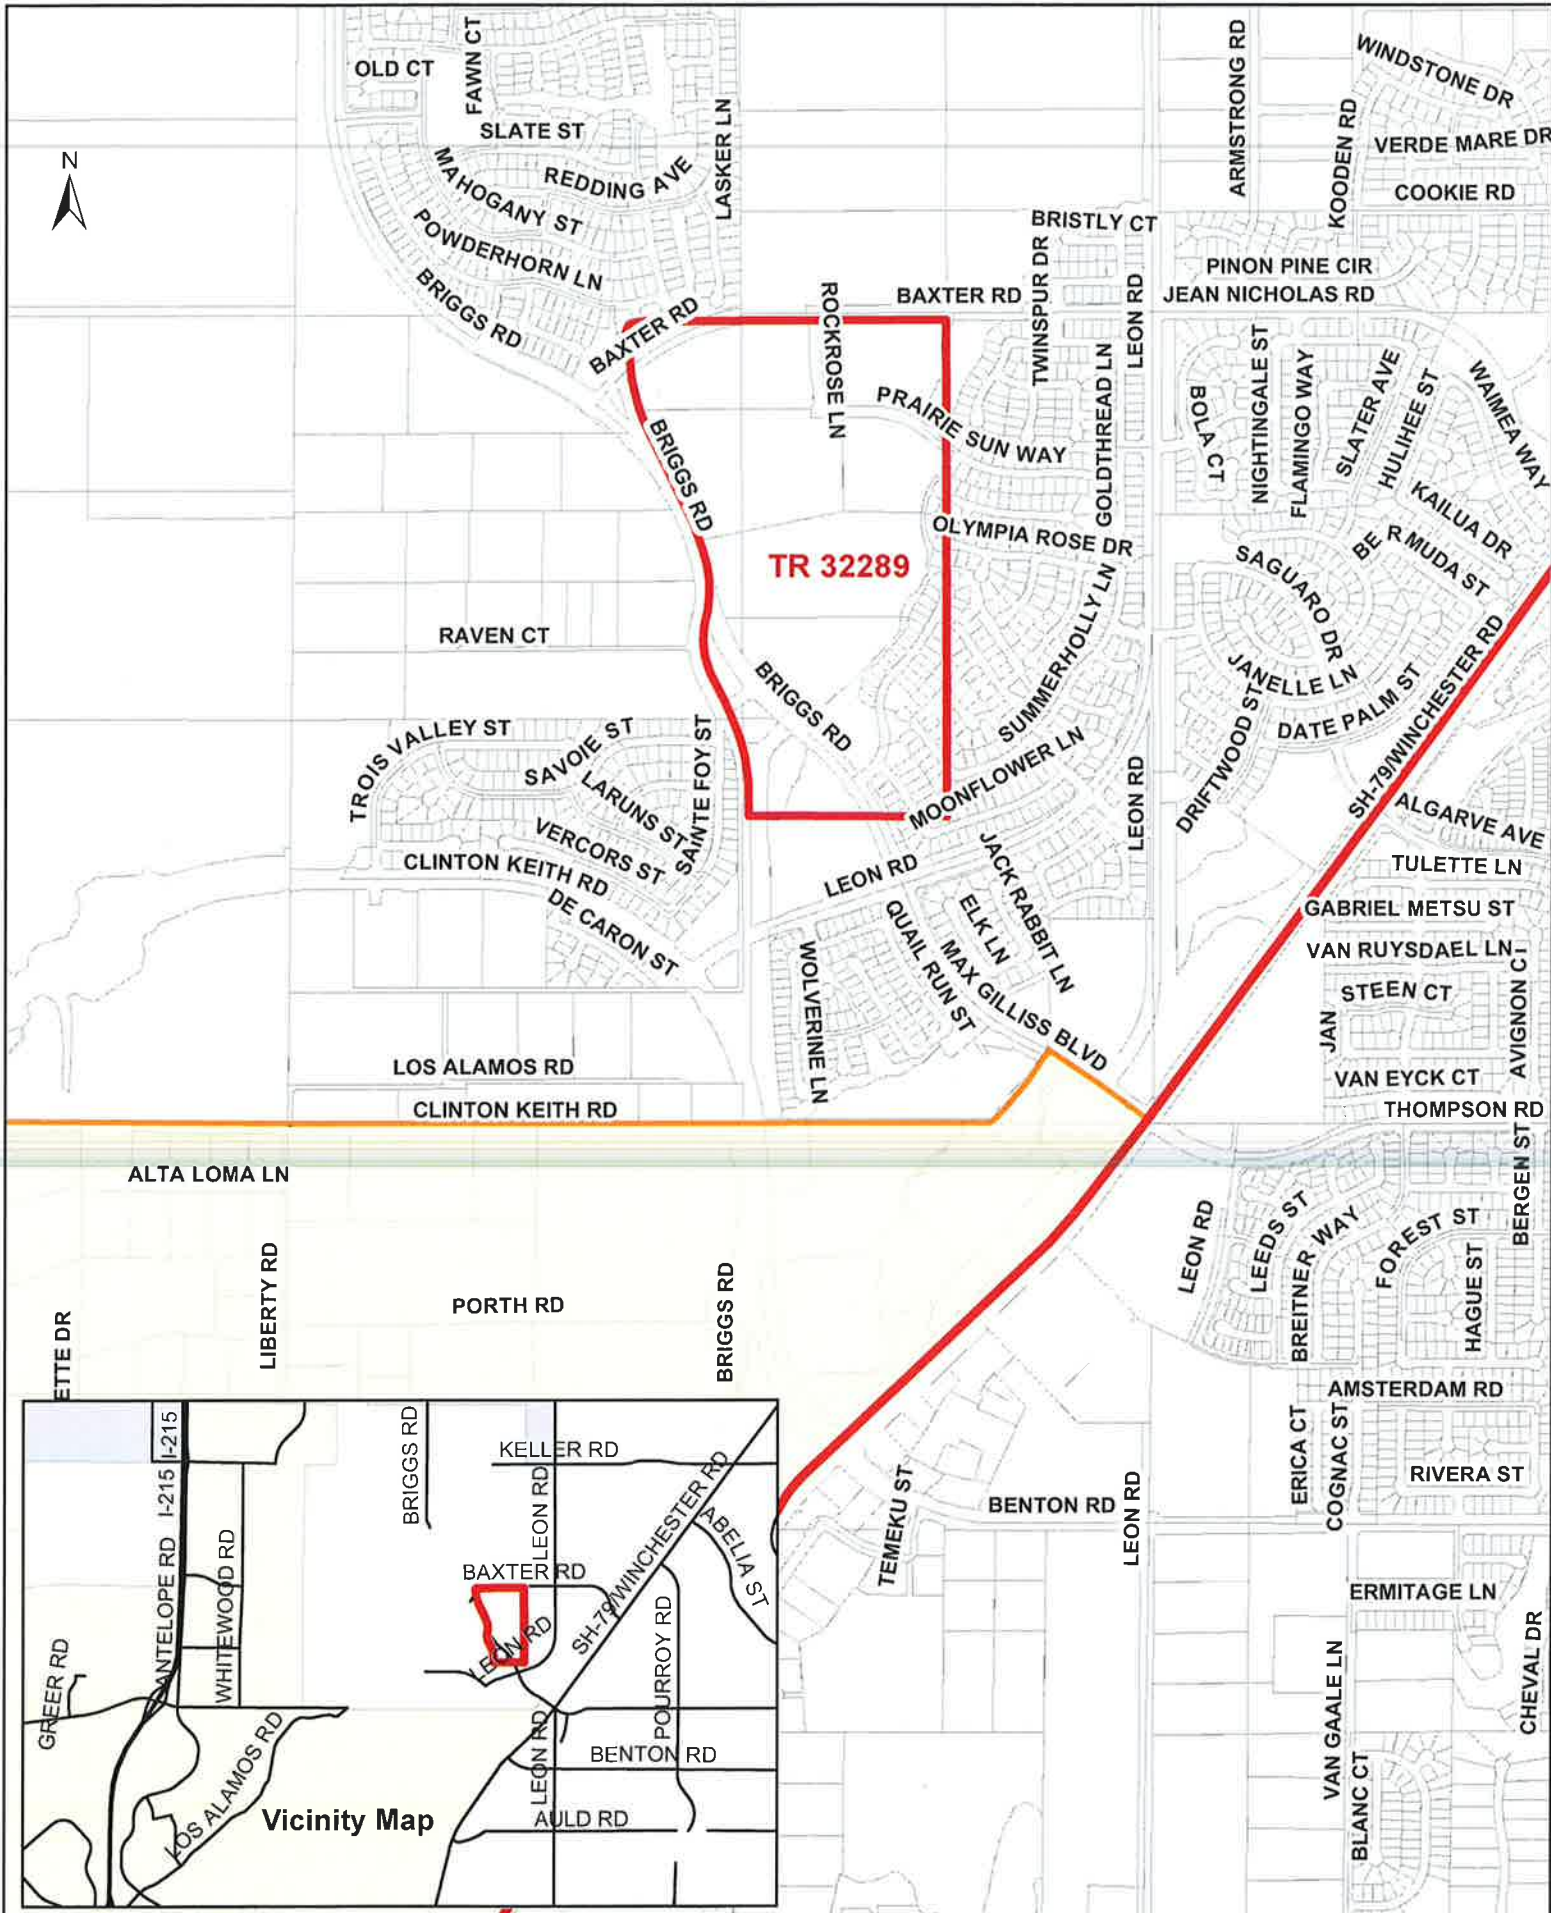 OLD CT
FAWN CT
SLATE ST
LASKER LN
MAHOGANY ST
REDDING AVE
POWDERHORN LN
BRIGGS RD
N
ARMSTRONG RD
WINDSTONE DR
KOODEN RD
VERDE MARE DR
COOKIE RD
BRISTLY CT
TWINSPUR DR
PINON PINE CIR
BAXTER RD
JEAN NICHOLAS RD
LEON RD
BAXTER RD
ROCKROSE LN
GOLDTHREAD LN
NIGHTINGALE ST
FLAMINGO WAY
SLATER AVE
HULIHEE ST
WAIMEA WAY
BOLA CT
PRAIRIE SUN WAY
BRIGGS RD
KAILUA DR
BERMUDA ST
OLYMPIA ROSE DR
TR 32289
SAGUARO DR
RAVEN CT
SUMMERHOLLY LN
JANELLE LN
BRIGGS RD
DATE PALM ST
DRIFTWOOD ST
SH-79/WINCHESTER RD
TROIS VALLEY ST
SAVOIE ST
SAINTE FOY ST
LARUNS ST
VERCORS ST
MOONFLOWER LN
LEON RD
ALGARVE AVE
CLINTON KEITH RD
LEON RD
JACK RABBIT LN
TULETTE LN
DE CARON ST
QUAIL RUN ST
ELK LN
GABRIEL METSU ST
WOLVERINE LN
MAX GILLISS BLVD
VAN RUYSDAEL LN
STEEN CT
JAN
AVIGNON CT
LOS ALAMOS RD
VAN EYCK CT
CLINTON KEITH RD
THOMPSON RD
ALTA LOMA LN
BERGEN ST
LEON RD
LEEDS ST
BREITNER WAY
FOREST ST
HAGUE ST
LIBERTY RD
PORTH RD
BRIGGS RD
ETTE DR
AMSTERDAM RD
ERICA CT
COGNAC ST
RIVERA ST
TEMEKU ST
BENTON RD
LEON RD
ERMITAGE LN
VAN GAALE LN
CHEVAL DR
BLANC CT
I-215
I-215
BRIGGS RD
KELLER RD
LEON RD
SH-79/WINCHESTER RD
ABELIA ST
ANTELOPE RD
WHITEWOOD RD
BAXTER RD
LEON RD
POURROY RD
GREER RD
LOS ALAMOS RD
LEON RD
BENTON RD
Vicinity Map
AULD RD